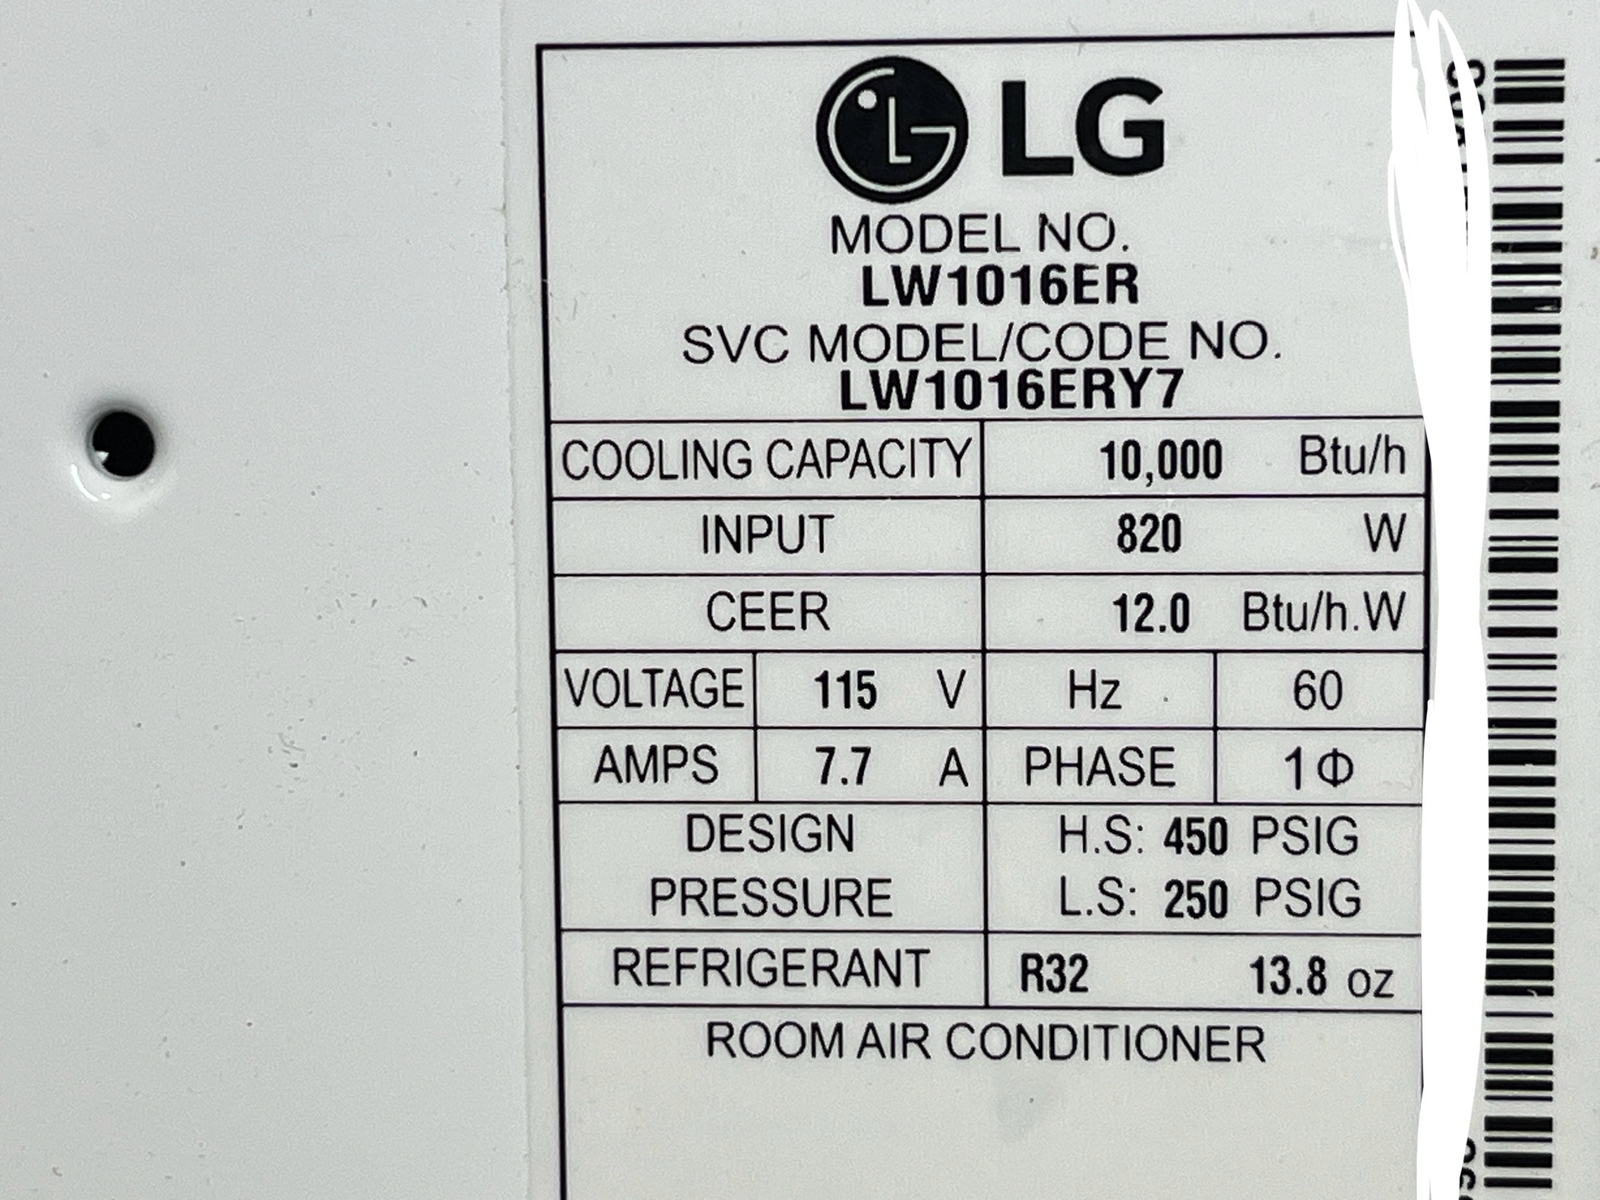 LG
MODEL NO.
LW1016ER
SVC MODEL/CODE NO.
LW1016ERY7
COOLING CAPACITY 10,000 Btu/h
INPUT 820 W
CEER 12.0 Btu/h.W
VOLTAGE 115 V Hz 60
AMPS 7.7 A PHASE 1Φ
DESIGN PRESSURE H.S: 450 PSIG
L.S: 250 PSIG
REFRIGERANT R32 13.8 oz
ROOM AIR CONDITIONER